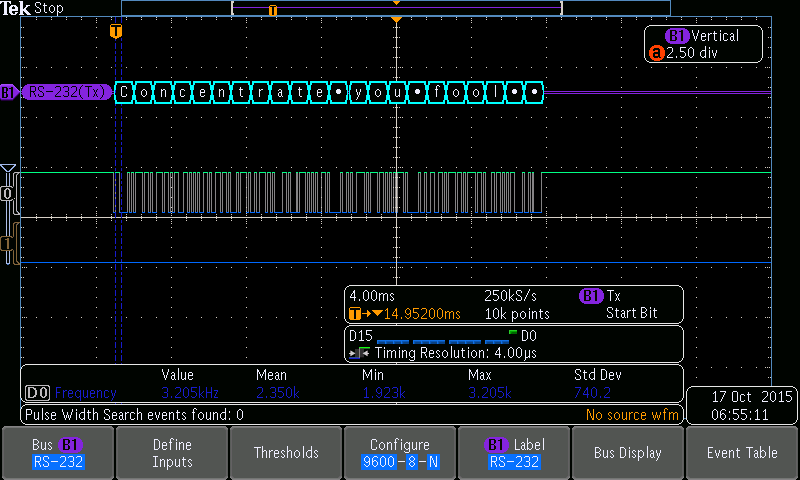 Tek Stop
T
T
B1 Vertical
a 2.50 div
B1 RS-232(Tx) Concentrate•you•fool••
0
1
4.00ms 250kS/s B1 Tx
T→▼14.95200ms 10k points Start Bit
D15 D0
Timing Resolution: 4.00µs
Value Mean Min Max Std Dev
D0 Frequency 3.205kHz 2.350k 1.923k 3.205k 740.2
Pulse Width Search events found: 0 No source wfm
17 Oct 2015
06:55:11
Bus B1
RS-232
Define
Inputs
Thresholds
Configure
9600-8-N
B1 Label
RS-232
Bus Display
Event Table